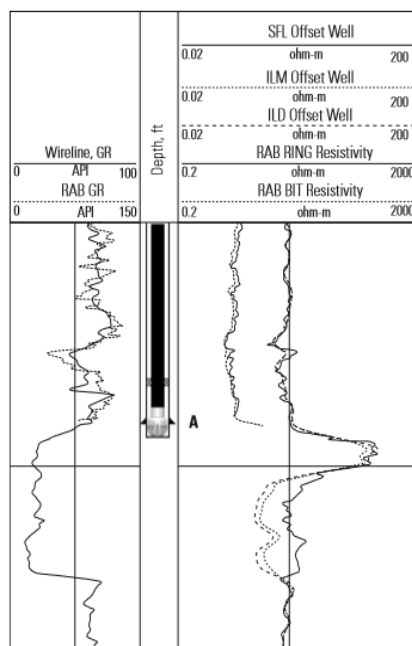 SFL Offset Well
0.02 ohm-m 200
ILM Offset Well
0.02 ohm-m 200
ILD Offset Well
0.02 ohm-m 200
Wireline, GR
0 API 100
RAB GR
0 API 150
Depth, ft
RAB RING Resistivity
0.2 ohm-m 2000
RAB BIT Resistivity
0.2 ohm-m 2000
A